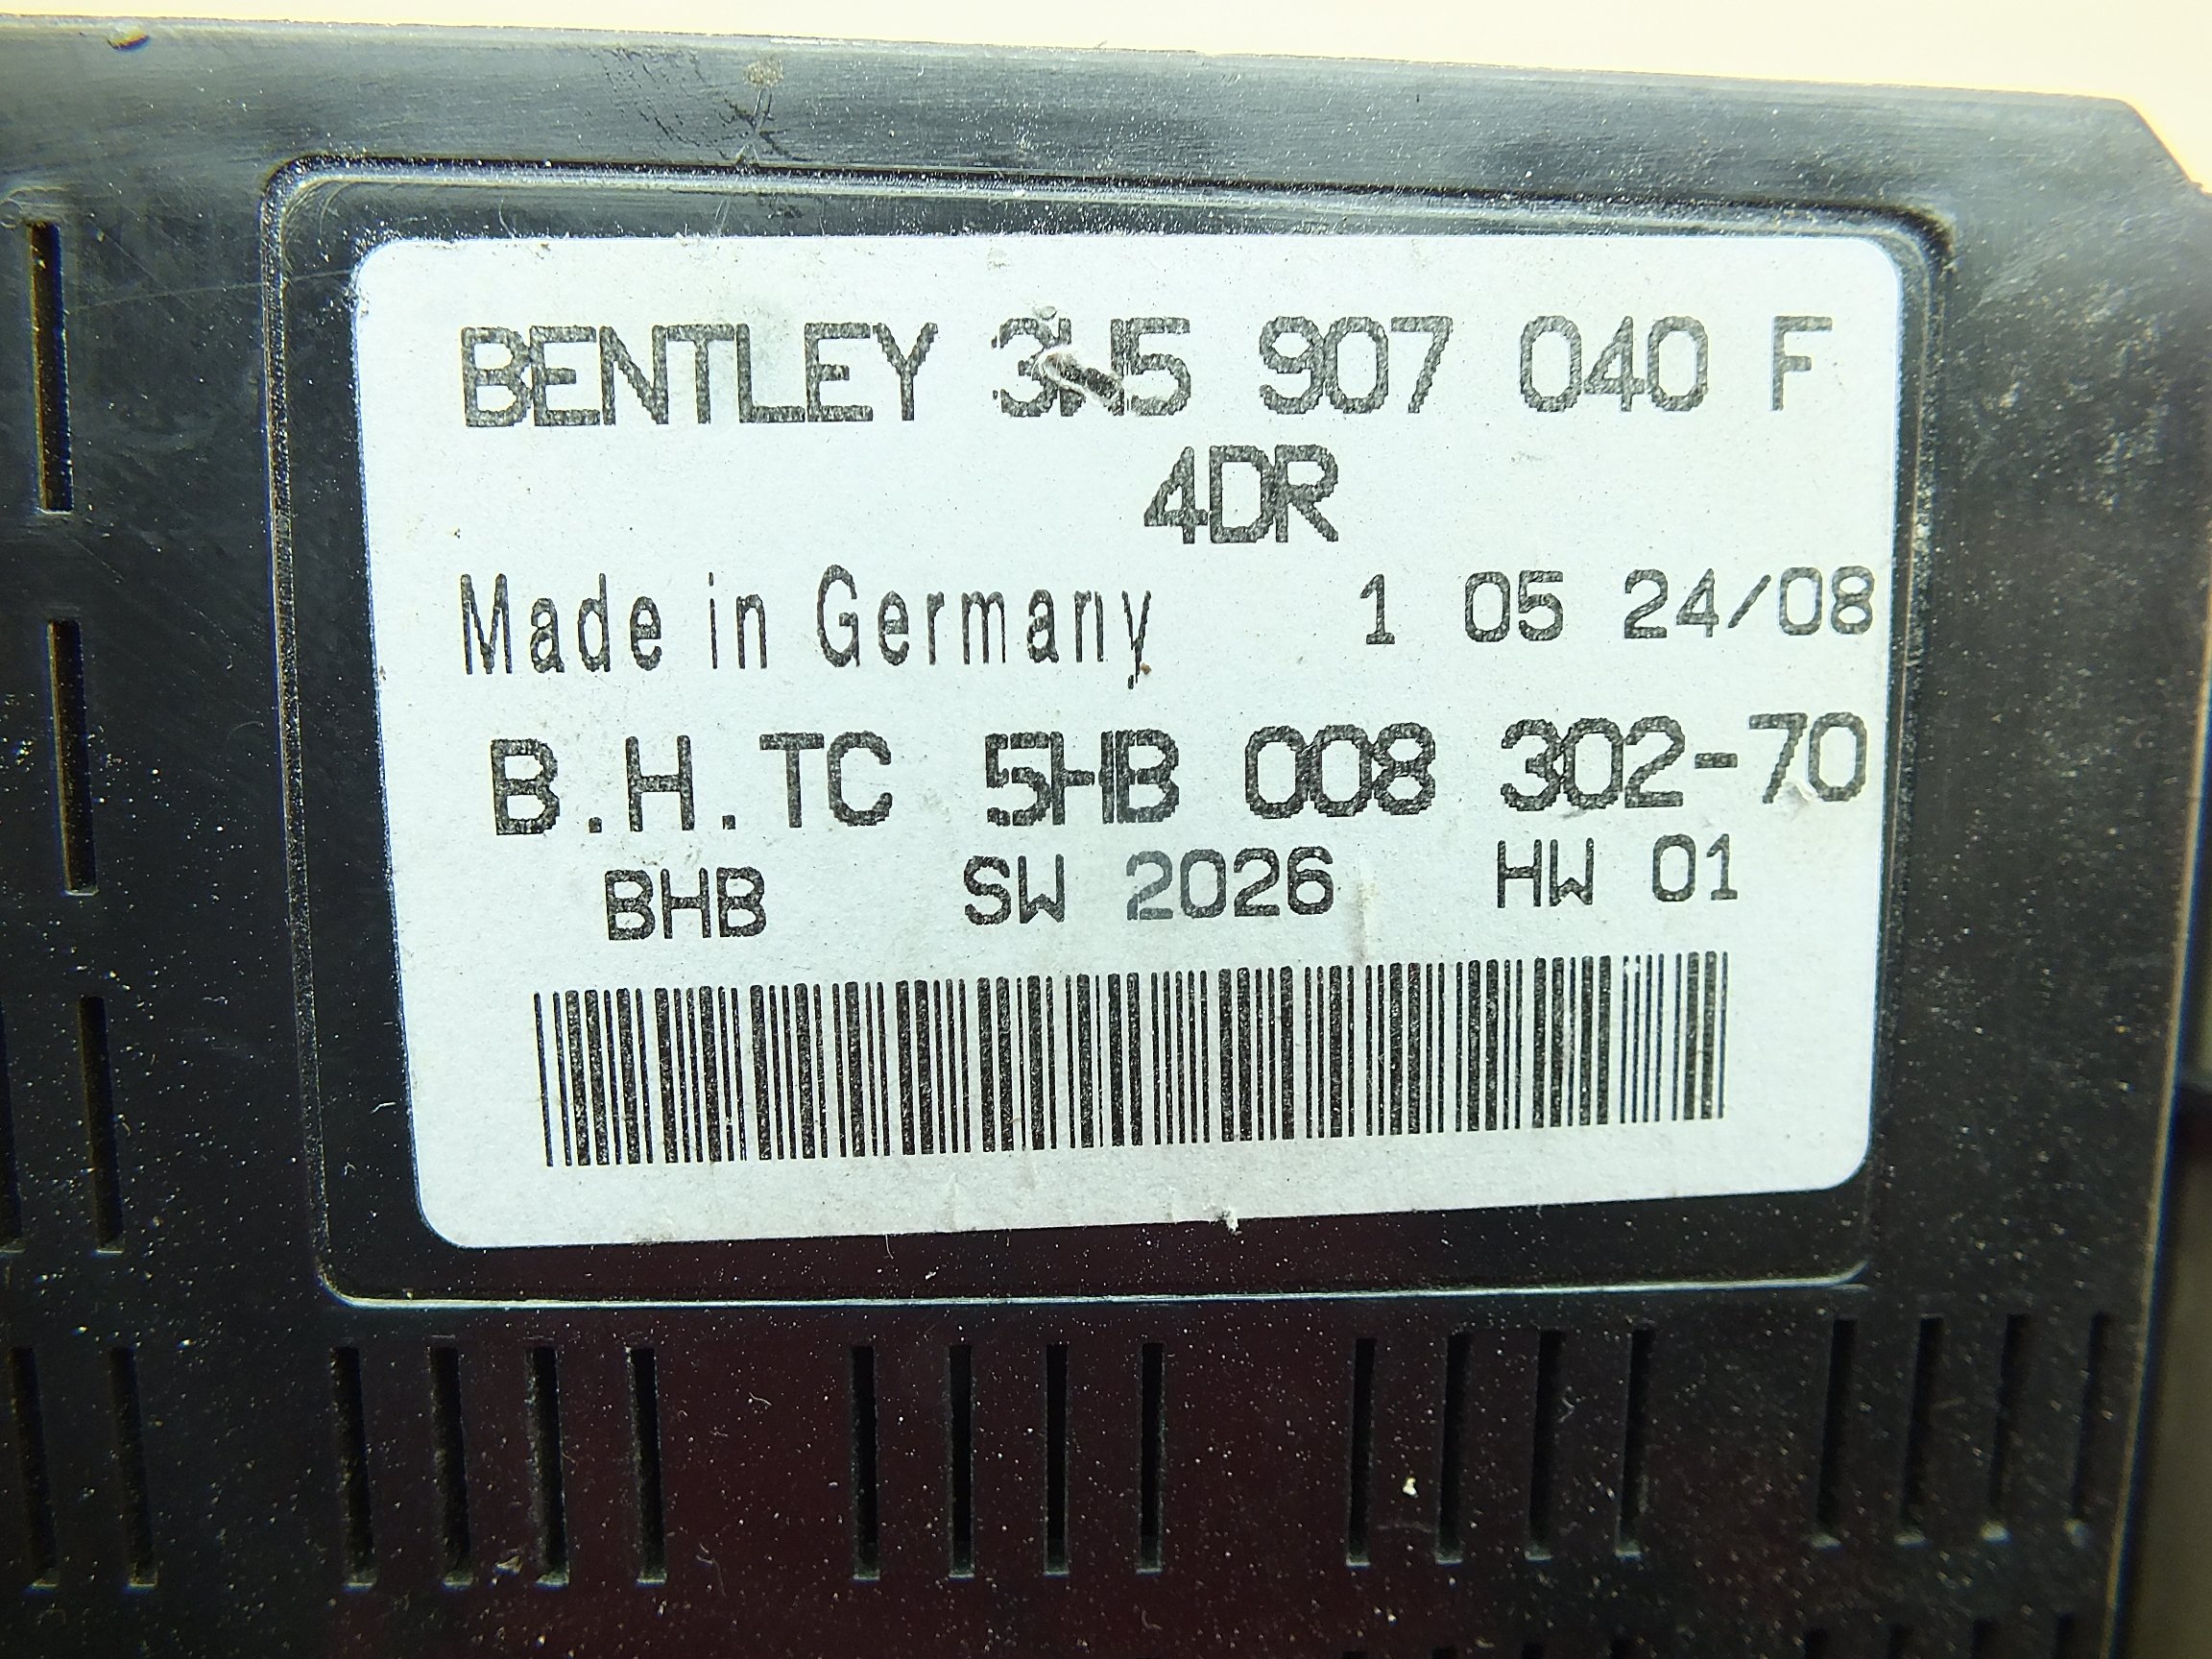 BENTLEY 3W5 907 040 F
4DR
Made in Germany 1 05 24/08
B.H.TC 5HB 008 302-70
BHB SW 2026 HW 01